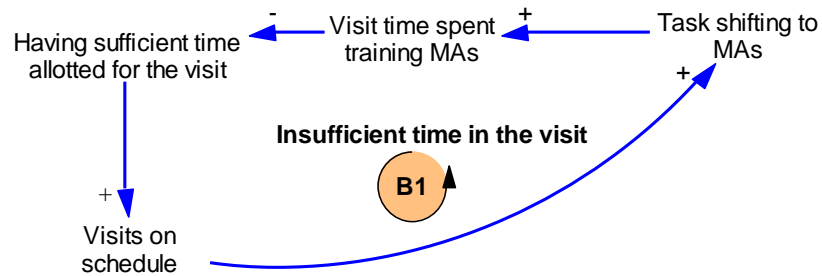 Having sufficient time
allotted for the visit
-
Visit time spent
training MAs
+
Task shifting to
MAs
+
Insufficient time in the visit
B1
+
Visits on
schedule